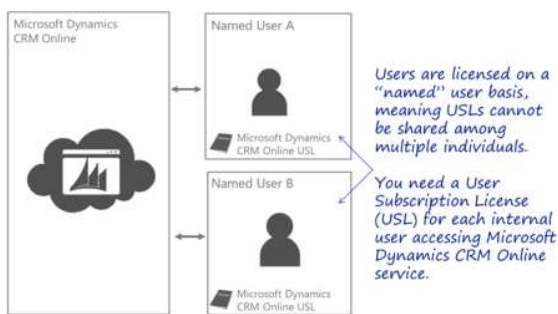 Microsoft Dynamics
CRM Online
Named User A
Microsoft Dynamics
CRM Online USL
Named User B
Microsoft Dynamics
CRM Online USL
Users are licensed on a
“named” user basis,
meaning USLs cannot
be shared among
multiple individuals.
You need a User
Subscription License
(USL) for each internal
user accessing Microsoft
Dynamics CRM Online
service.